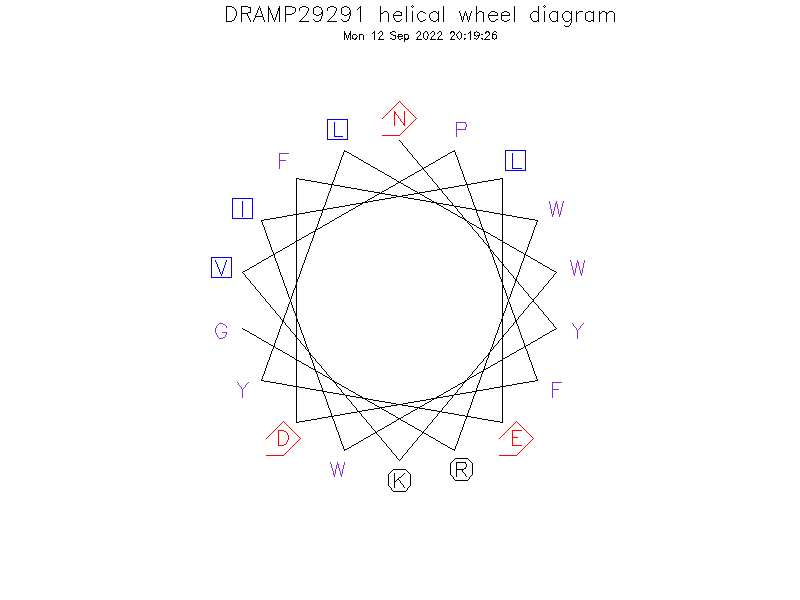 DRAMP29291 helical wheel diagram
Mon 12 Sep 2022 20:19:26
N
L P
F L
I W
V W
G Y
Y F
D E
W R
K